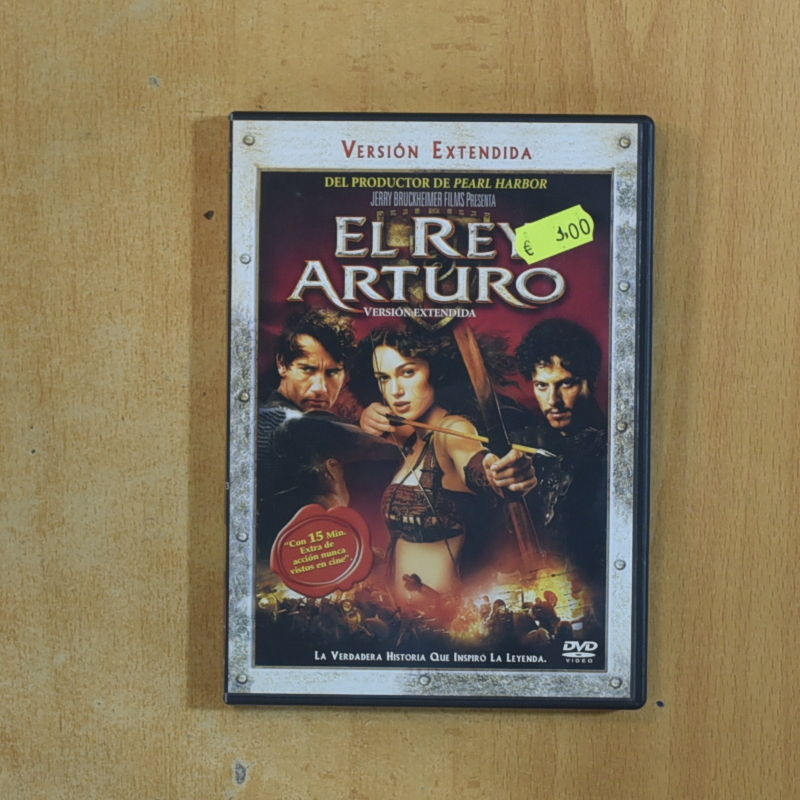 VERSIÓN EXTENDIDA
DEL PRODUCTOR DE PEARL HARBOR
JERRY BRUCKHEIMER FILMS PRESENTA
EL REY
€ 3,00
ARTURO
VERSIÓN EXTENDIDA
"Con 15 Min.
Extra de
acción nunca
vistos en cine".
LA VERDADERA HISTORIA QUE INSPIRÓ LA LEYENDA.
DVD
VIDEO